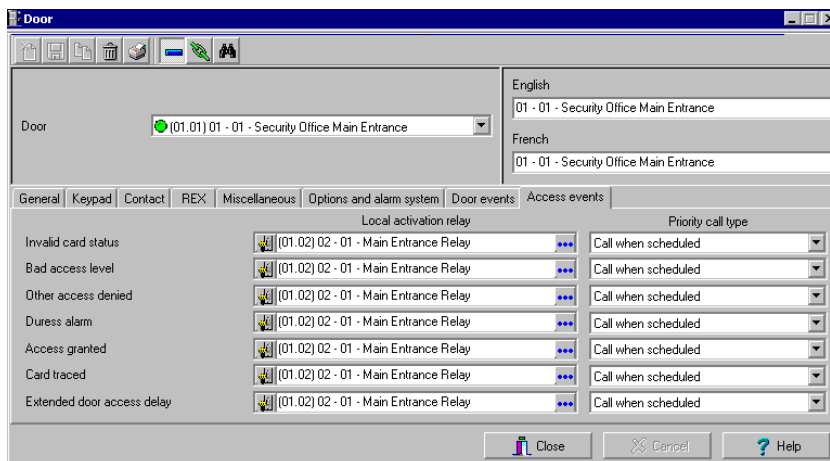 Door
English
01 - 01 - Security Office Main Entrance
Door (01.01) 01 - 01 - Security Office Main Entrance
French
01 - 01 - Security Office Main Entrance
General Keypad Contact REX Miscellaneous Options and alarm system Door events Access events
Local activation relay Priority call type
Invalid card status (01.02) 02 - 01 - Main Entrance Relay Call when scheduled
Bad access level (01.02) 02 - 01 - Main Entrance Relay Call when scheduled
Other access denied (01.02) 02 - 01 - Main Entrance Relay Call when scheduled
Duress alarm (01.02) 02 - 01 - Main Entrance Relay Call when scheduled
Access granted (01.02) 02 - 01 - Main Entrance Relay Call when scheduled
Card traced (01.02) 02 - 01 - Main Entrance Relay Call when scheduled
Extended door access delay (01.02) 02 - 01 - Main Entrance Relay Call when scheduled
Close Cancel Help